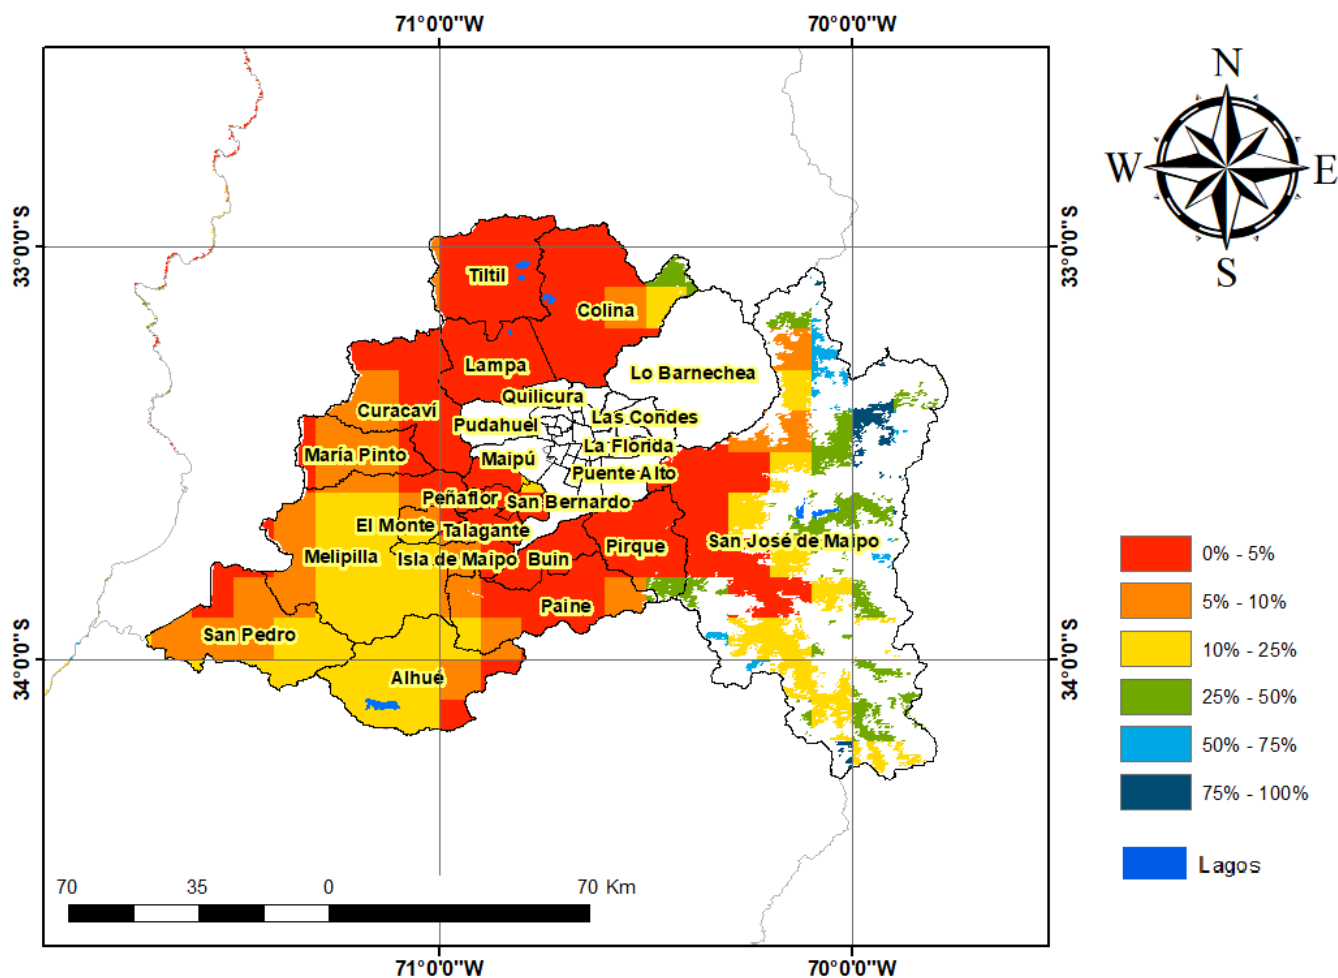 71°0'0"W
70°0'0"W
N
W
E
S
33°0'0"S
33°0'0"S
Tiltil
Colina
Lampa
Lo Barnechea
Quilicura
Curacaví
Las Condes
Pudahuel
La Florida
María Pinto
Maipú
Puente Alto
Peñaflor
San Bernardo
El Monte
Talagante
San José de Maipo
Pirque
Melipilla
Isla de Maipo
Buin
Paine
San Pedro
34°0'0"S
34°0'0"S
Alhué
0% - 5%
5% - 10%
10% - 25%
25% - 50%
50% - 75%
75% - 100%
Lagos
70
35
0
70 Km
71°0'0"W
70°0'0"W